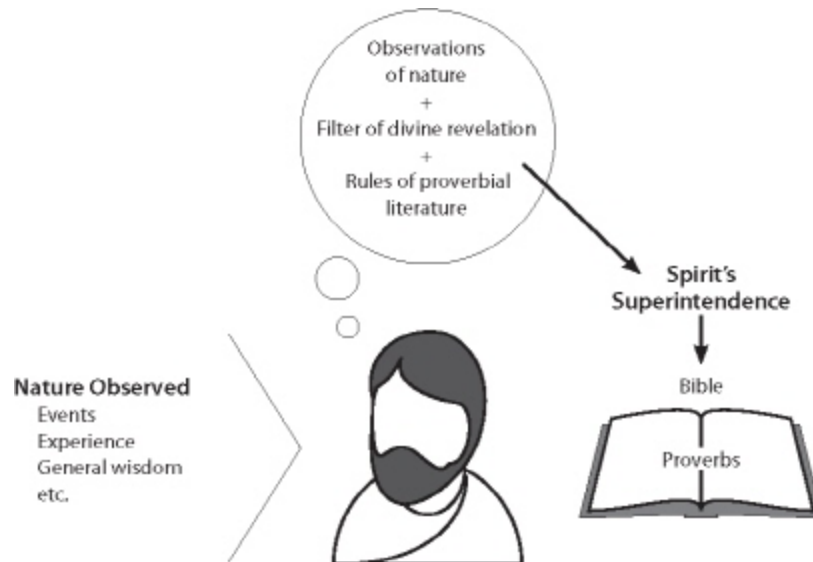 Observations
of nature
+
Filter of divine revelation
+
Rules of proverbial
literature
Spirit's
Superintendence
Nature Observed
Events
Experience
General wisdom
etc.
Bible
Proverbs